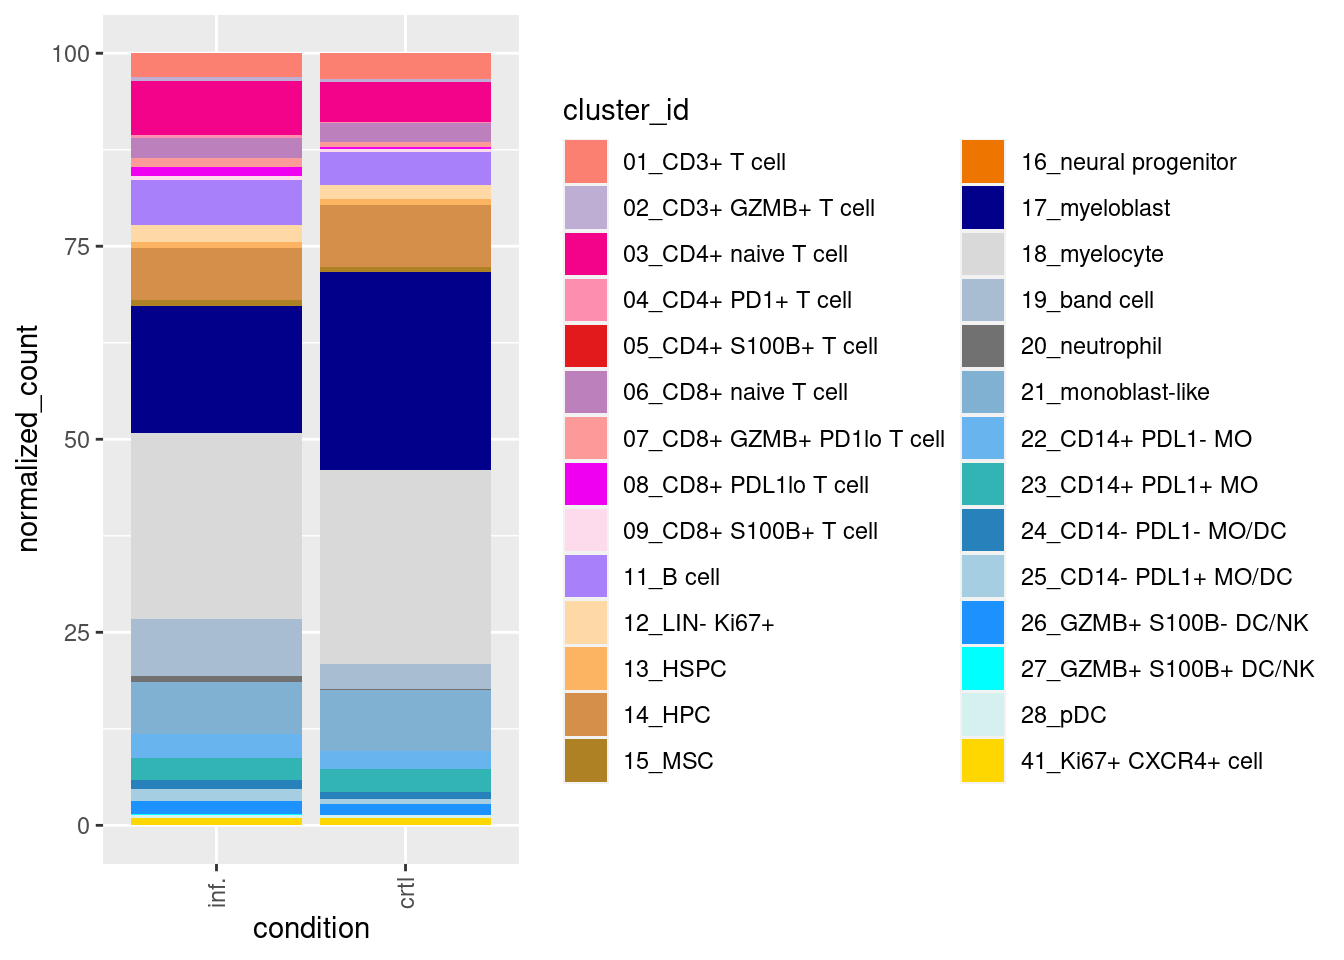 100
75
50
25
0
normalized_count
inf.
crtl
condition
cluster_id
01_CD3+ T cell
02_CD3+ GZMB+ T cell
03_CD4+ naive T cell
04_CD4+ PD1+ T cell
05_CD4+ S100B+ T cell
06_CD8+ naive T cell
07_CD8+ GZMB+ PD1lo T cell
08_CD8+ PDL1lo T cell
09_CD8+ S100B+ T cell
11_B cell
12_LIN- Ki67+
13_HSPC
14_HPC
15_MSC
16_neural progenitor
17_myeloblast
18_myelocyte
19_band cell
20_neutrophil
21_monoblast-like
22_CD14+ PDL1- MO
23_CD14+ PDL1+ MO
24_CD14- PDL1- MO/DC
25_CD14- PDL1+ MO/DC
26_GZMB+ S100B- DC/NK
27_GZMB+ S100B+ DC/NK
28_pDC
41_Ki67+ CXCR4+ cell